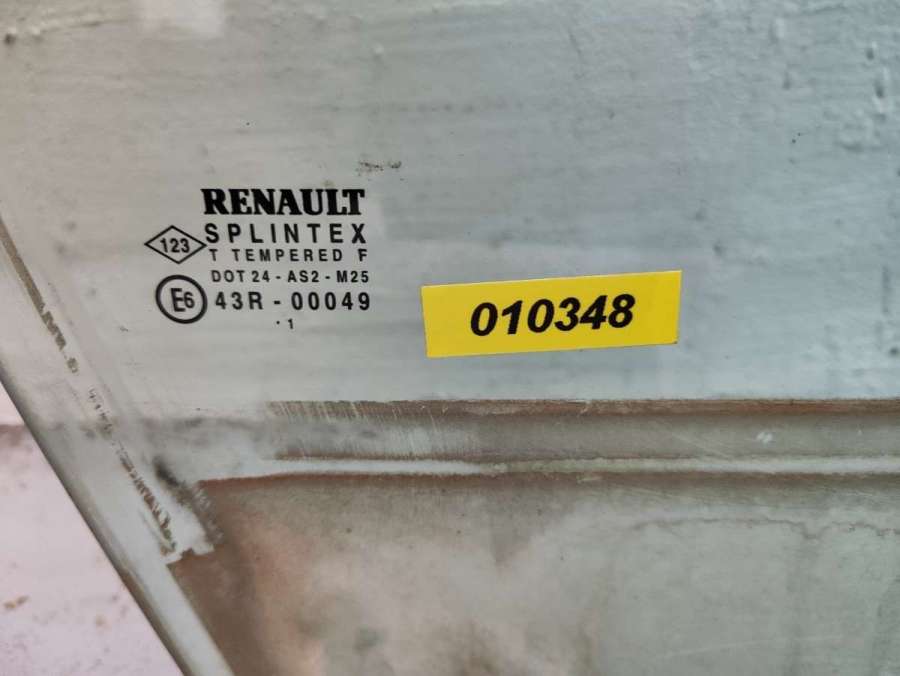 RENAULT
123
SPLINTEX
T TEMPERED F
DOT 24 - AS2 - M25
E6
43R - 00049
. 1
010348